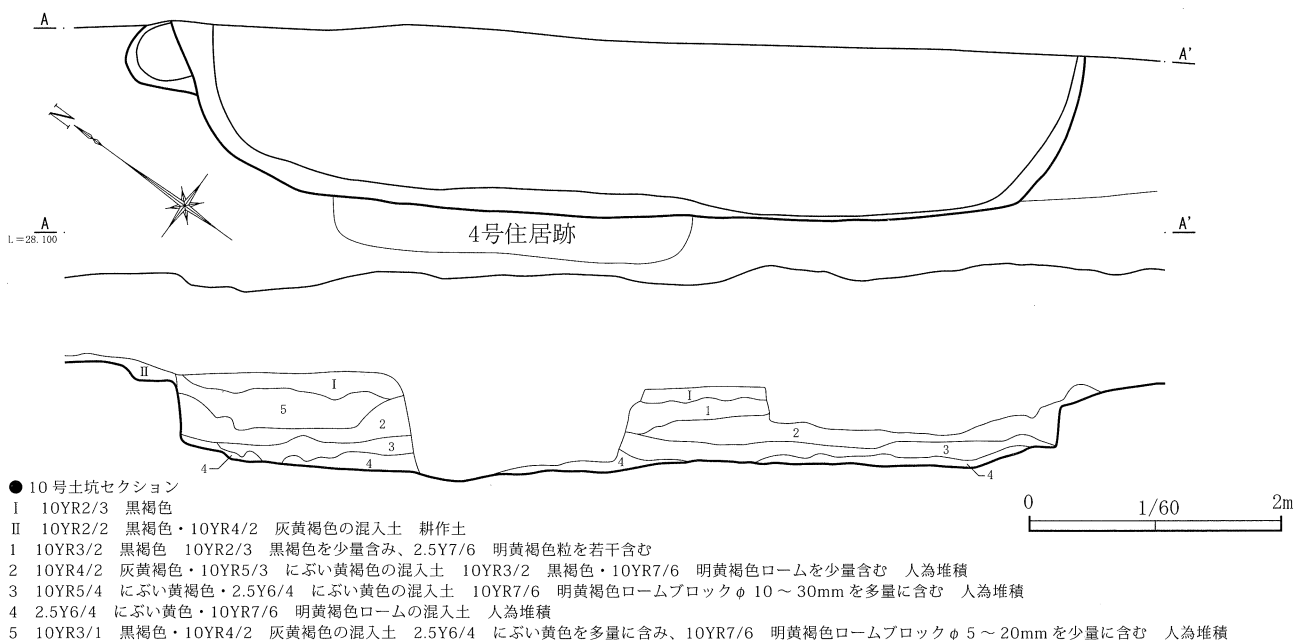 A
A'
N
A
L=28.100
A'
4号住居跡
Ⅱ
Ⅰ
5
2
3
4
4
Ⅰ
1
2
3
4
4
●10号土坑セクション
Ⅰ 10YR2/3 黒褐色
Ⅱ 10YR2/2 黒褐色・10YR4/2 灰黄褐色の混入土 耕作土
1 10YR3/2 黒褐色 10YR2/3 黒褐色を少量含み、2.5Y7/6 明黄褐色粒を若干含む
2 10YR4/2 灰黄褐色・10YR5/3 にぶい黄褐色の混入土 10YR3/2 黒褐色・10YR7/6 明黄褐色ロームを少量含む 人為堆積
3 10YR5/4 にぶい黄褐色・2.5Y6/4 にぶい黄色の混入土 10YR7/6 明黄褐色ロームブロックφ10～30mmを多量に含む 人為堆積
4 2.5Y6/4 にぶい黄色・10YR7/6 明黄褐色ロームの混入土 人為堆積
5 10YR3/1 黒褐色・10YR4/2 灰黄褐色の混入土 2.5Y6/4 にぶい黄色を多量に含み、10YR7/6 明黄褐色ロームブロックφ5～20mmを少量に含む 人為堆積
0 1/60 2m